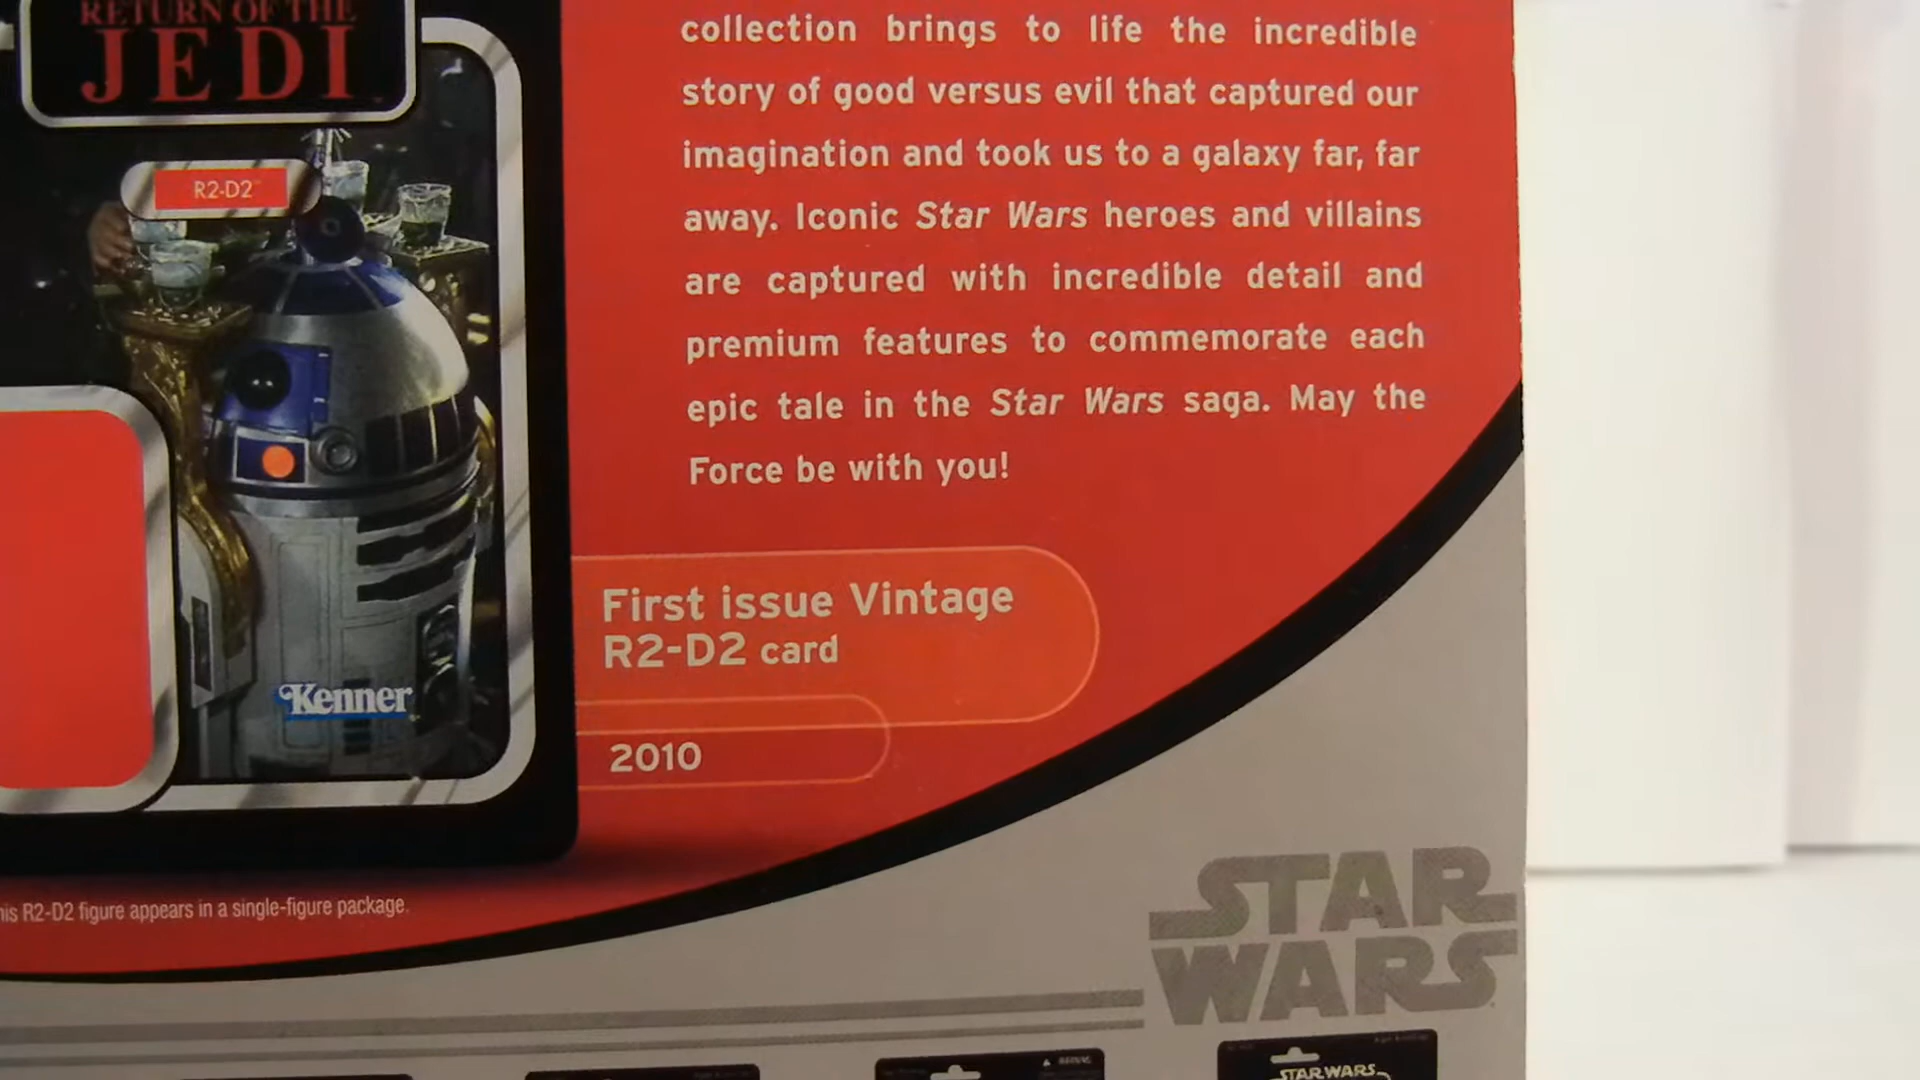 RETURN OF THE
JEDI
R2-D2
Kenner
collection brings to life the incredible
story of good versus evil that captured our
imagination and took us to a galaxy far, far
away. Iconic Star Wars heroes and villains
are captured with incredible detail and
premium features to commemorate each
epic tale in the Star Wars saga. May the
Force be with you!
First issue Vintage
R2-D2 card
2010
R2-D2 figure appears in a single-figure package.
STAR
WARS
STAR WARS